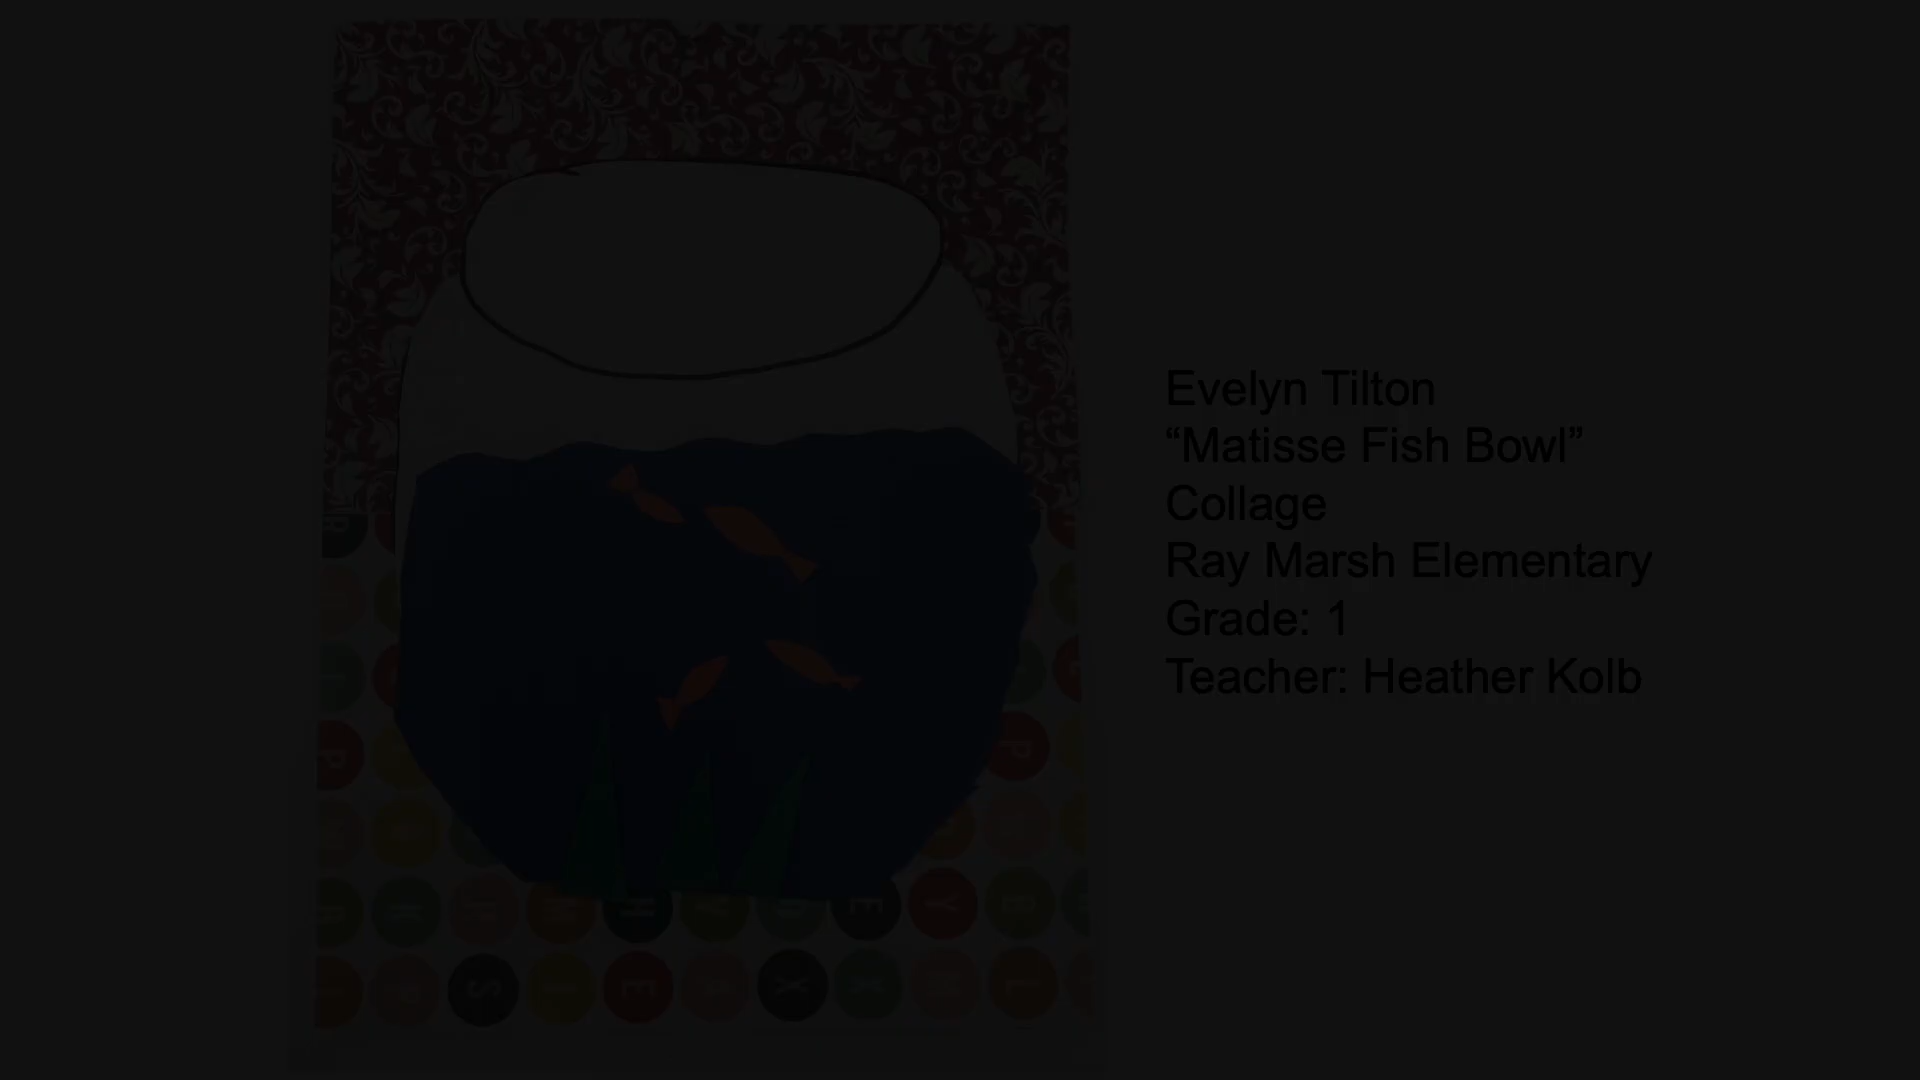 Evelyn Tilton
“Matisse Fish Bowl”
Collage
Ray Marsh Elementary
Grade: 1
Teacher: Heather Kolb